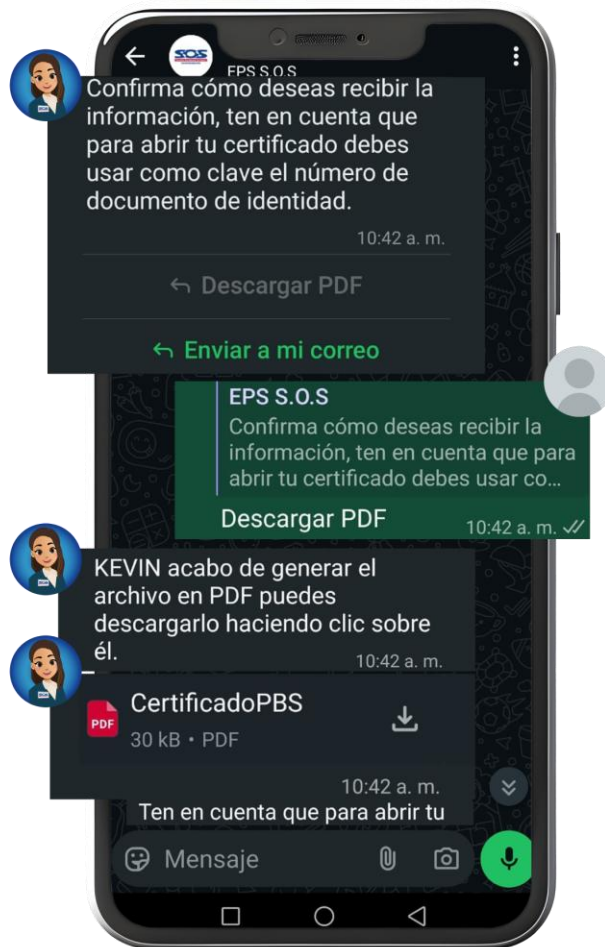 SOS
EPS S.O.S
Confirma cómo deseas recibir la
información, ten en cuenta que
para abrir tu certificado debes
usar como clave el número de
documento de identidad.
10:42 a. m.
Descargar PDF
Enviar a mi correo
EPS S.O.S
Confirma cómo deseas recibir la
información, ten en cuenta que para
abrir tu certificado debes usar co...
Descargar PDF
10:42 a. m.
KEVIN acabo de generar el
archivo en PDF puedes
descargarlo haciendo clic sobre
él.
10:42 a. m.
PDF
CertificadoPBS
30 kB • PDF
10:42 a. m.
Ten en cuenta que para abrir tu
Mensaje